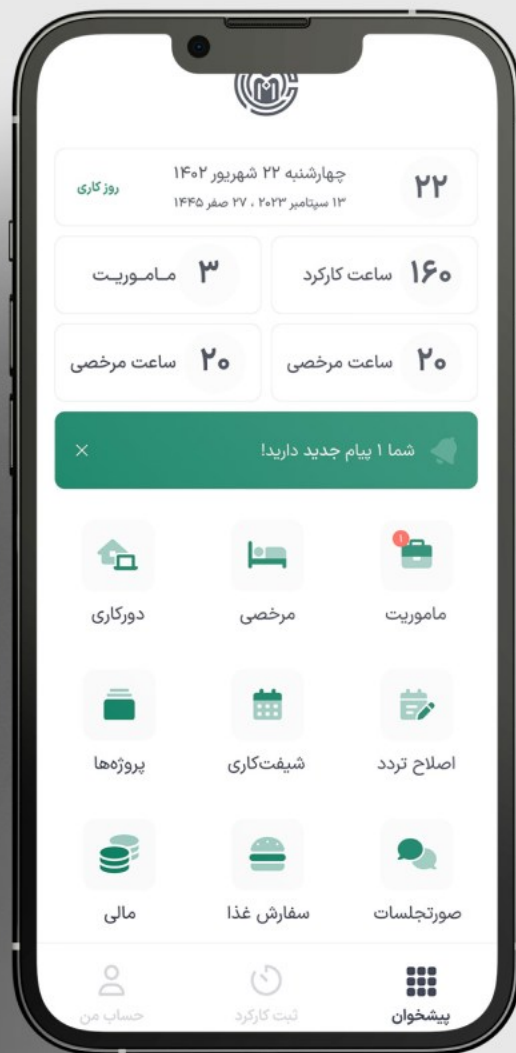 ۲۲
چهارشنبه ۲۲ شهریور ۱۴۰۲
۱۳ سپتامبر ۲۰۲۳ ، ۲۷ صفر ۱۴۴۵
روز کاری
۱۶۰ ساعت کارکرد
۳ مـامـوریـت
۲۰ ساعت مرخصی
۲۰ ساعت مرخصی
شما ۱ پیام جدید دارید!
۱
ماموریت
مرخصی
دورکاری
اصلاح تردد
شیفت‌کاری
پروژه‌ها
صورتجلسات
سفارش غذا
مالی
پیشخوان
ثبت کارکرد
حساب من